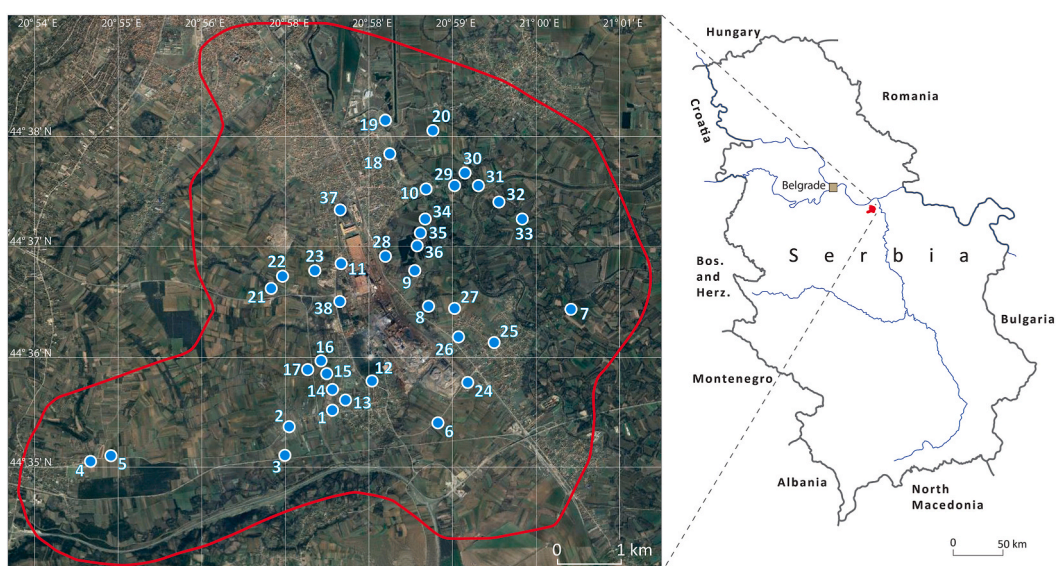 20° 54' E
20° 55' E
20° 56' E
20° 58' E
20° 58' E
20° 59' E
21° 00' E
21° 01' E
44° 38' N
44° 37' N
44° 36' N
44° 35' N
19
20
18
30
29
31
10
32
37
34
33
35
28
36
22
23
11
9
21
38
8
27
7
26
25
16
17
15
12
24
14
13
1
2
6
3
4
5
0 1 km
Hungary
Romania
Croatia
Belgrade
Serbia
Bos.
and
Herz.
Bulgaria
Montenegro
Albania
North
Macedonia
0 50 km